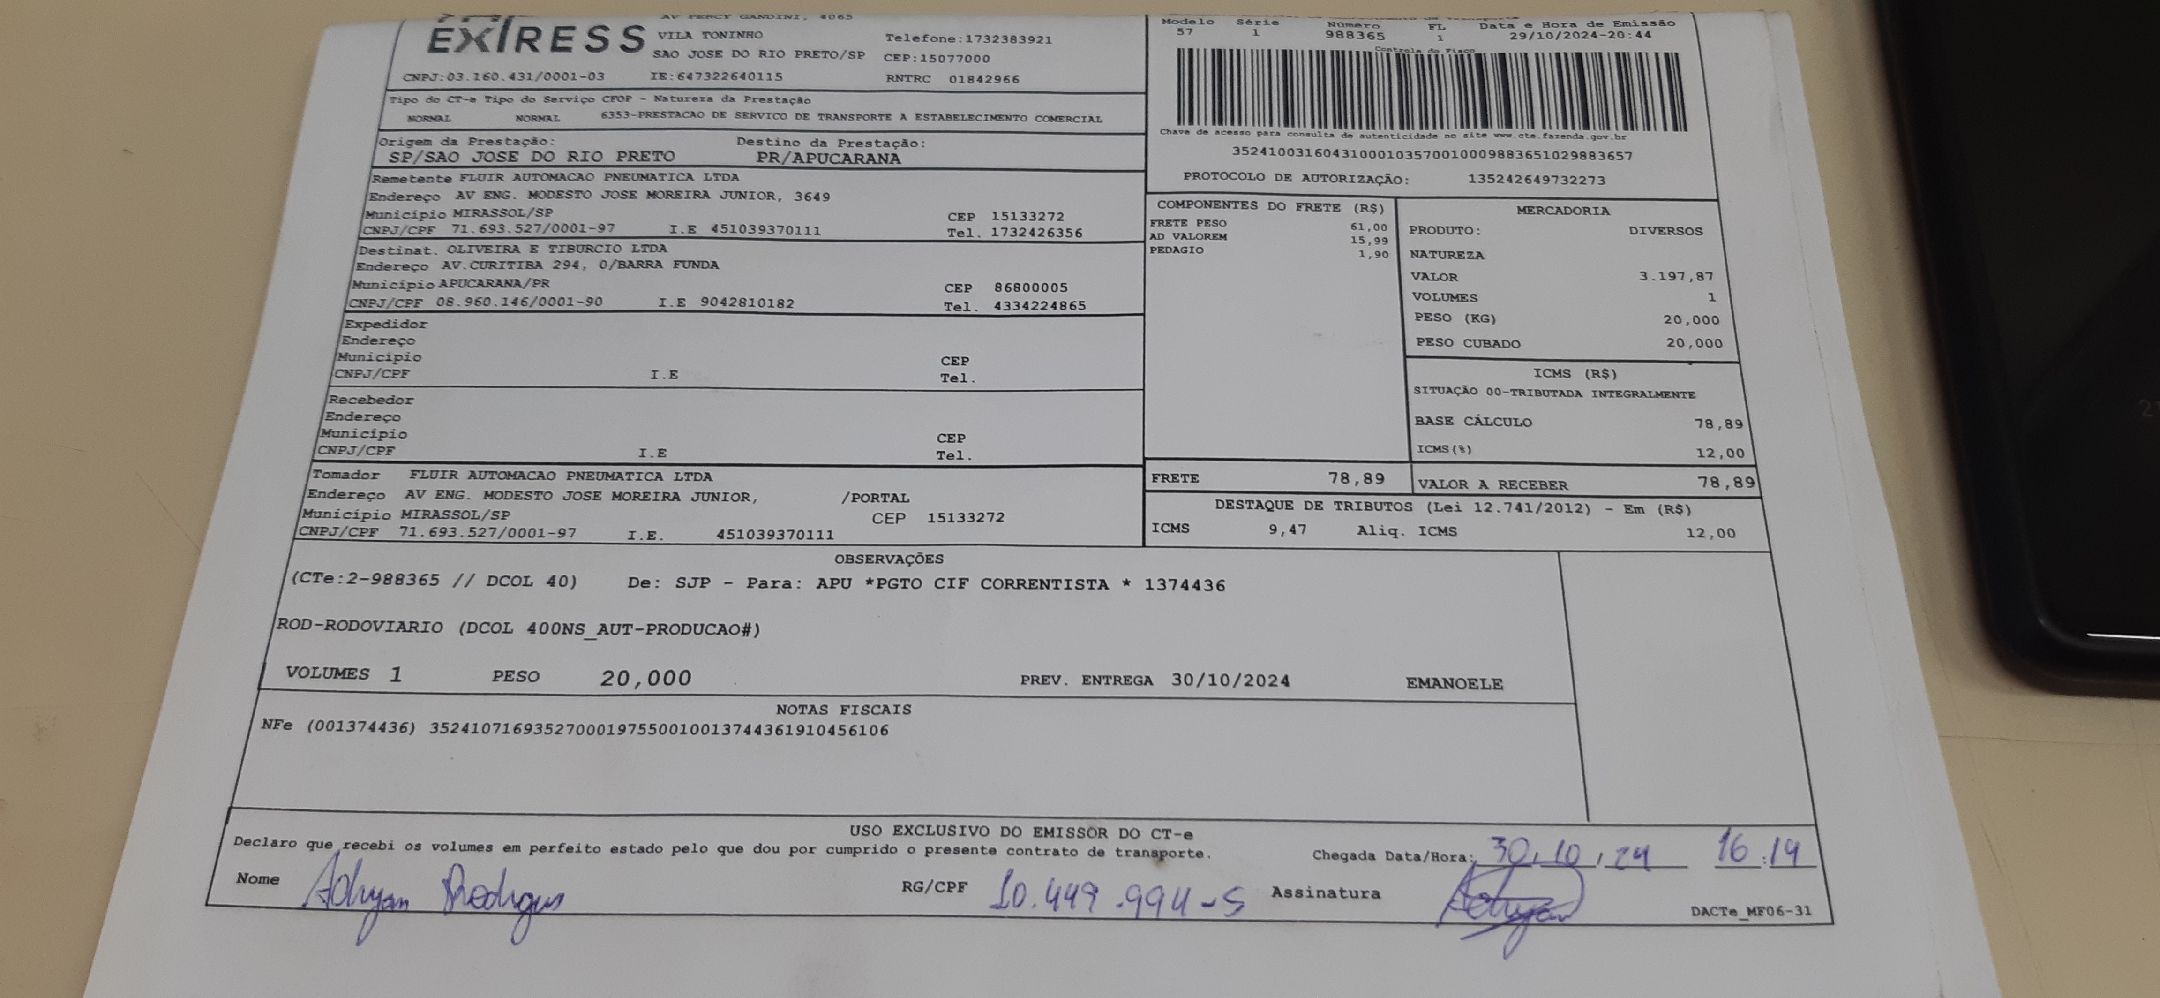 EXPRESS
AV PERCY GANDINI, 4065
VILA TONINHO
Telefone:1732383921
SAO JOSE DO RIO PRETO/SP
CEP:15077000
CNPJ:03.160.431/0001-03 IE:647322640115 RNTRC 01842966
Modelo Série Número FL Data e Hora de Emissão
57 1 988365 1 29/10/2024-20:44
Controle do Fisco
Chave de acesso para consulta de autenticidade no site www.cte.fazenda.gov.br
35241003160431000103570010009883651029883657
PROTOCOLO DE AUTORIZAÇÃO: 135242649732273
Tipo do CT-e Tipo do Serviço CFOP - Natureza da Prestação
NORMAL NORMAL 6353-PRESTACAO DE SERVICO DE TRANSPORTE A ESTABELECIMENTO COMERCIAL
Origem da Prestação: Destino da Prestação:
SP/SAO JOSE DO RIO PRETO PR/APUCARANA
Remetente FLUIR AUTOMACAO PNEUMATICA LTDA
Endereço AV ENG. MODESTO JOSE MOREIRA JUNIOR, 3649
Município MIRASSOL/SP CEP 15133272
CNPJ/CPF 71.693.527/0001-97 I.E 451039370111 Tel. 1732426356
Destinat. OLIVEIRA E TIBURCIO LTDA
Endereço AV.CURITIBA 294, 0/BARRA FUNDA
Município APUCARANA/PR CEP 86800005
CNPJ/CPF 08.960.146/0001-90 I.E 9042810182 Tel. 4334224865
Expedidor
Endereço
Município CEP
CNPJ/CPF I.E Tel.
Recebedor
Endereço
Município CEP
CNPJ/CPF I.E Tel.
Tomador FLUIR AUTOMACAO PNEUMATICA LTDA
Endereço AV ENG. MODESTO JOSE MOREIRA JUNIOR, /PORTAL
Município MIRASSOL/SP CEP 15133272
CNPJ/CPF 71.693.527/0001-97 I.E. 451039370111
COMPONENTES DO FRETE (R$)
FRETE PESO 61,00
AD VALOREM 15,99
PEDAGIO 1,90
MERCADORIA
PRODUTO: DIVERSOS
NATUREZA
VALOR 3.197,87
VOLUMES 1
PESO (KG) 20,000
PESO CUBADO 20,000
ICMS (R$)
SITUAÇÃO 00-TRIBUTADA INTEGRALMENTE
BASE CÁLCULO 78,89
ICMS(%) 12,00
FRETE 78,89 VALOR A RECEBER 78,89
DESTAQUE DE TRIBUTOS (Lei 12.741/2012) - Em (R$)
ICMS 9,47 Aliq. ICMS 12,00
OBSERVAÇÕES
(CTe:2-988365 // DCOL 40) De: SJP - Para: APU *PGTO CIF CORRENTISTA * 1374436
ROD-RODOVIARIO (DCOL 400NS_AUT-PRODUCAO#)
VOLUMES 1 PESO 20,000 PREV. ENTREGA 30/10/2024 EMANOELE
NOTAS FISCAIS
NFe (001374436) 35241071693527000197550010013744361910456106
USO EXCLUSIVO DO EMISSOR DO CT-e
Declaro que recebi os volumes em perfeito estado pelo que dou por cumprido o presente contrato de transporte. Chegada Data/Hora: 30/10/24 16:19
Nome Adryan Rodrigus RG/CPF 10.449.994-5 Assinatura Adryan
DACTe_MF06-31